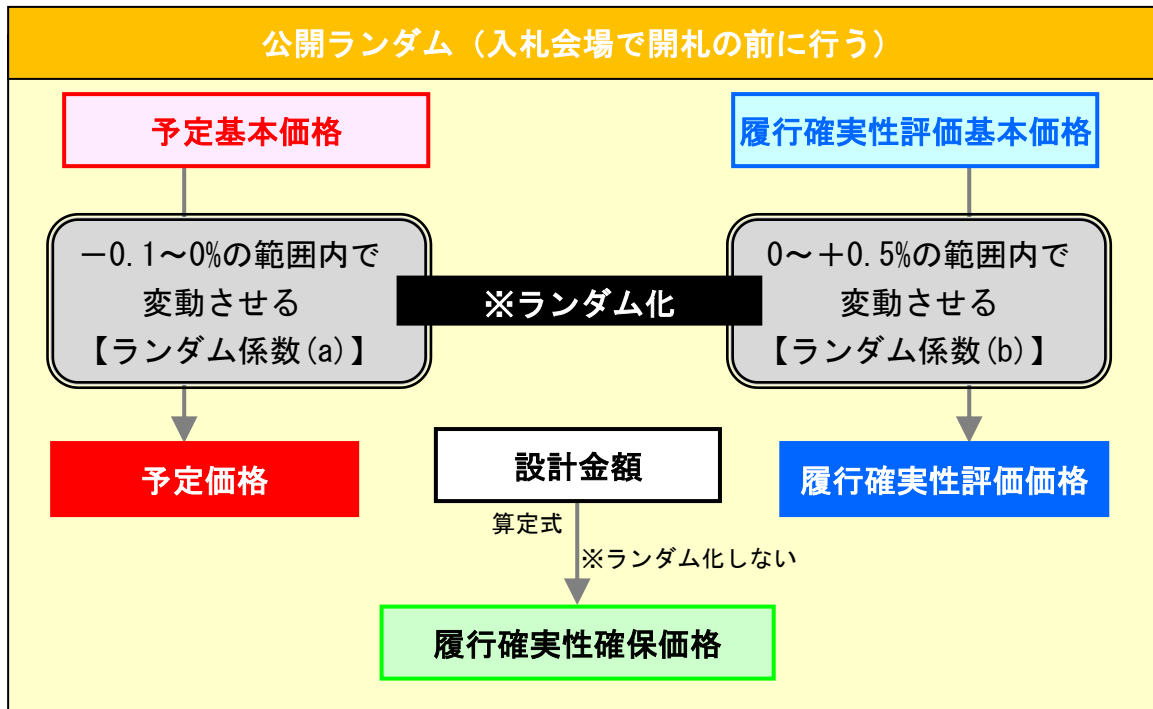 公開ランダム（入札会場で開札の前に行う）
予定基本価格
履行確実性評価基本価格
－0.1～0%の範囲内で
変動させる
【ランダム係数(a)】
※ランダム化
0～＋0.5%の範囲内で
変動させる
【ランダム係数(b)】
予定価格
設計金額
履行確実性評価価格
算定式
※ランダム化しない
履行確実性確保価格